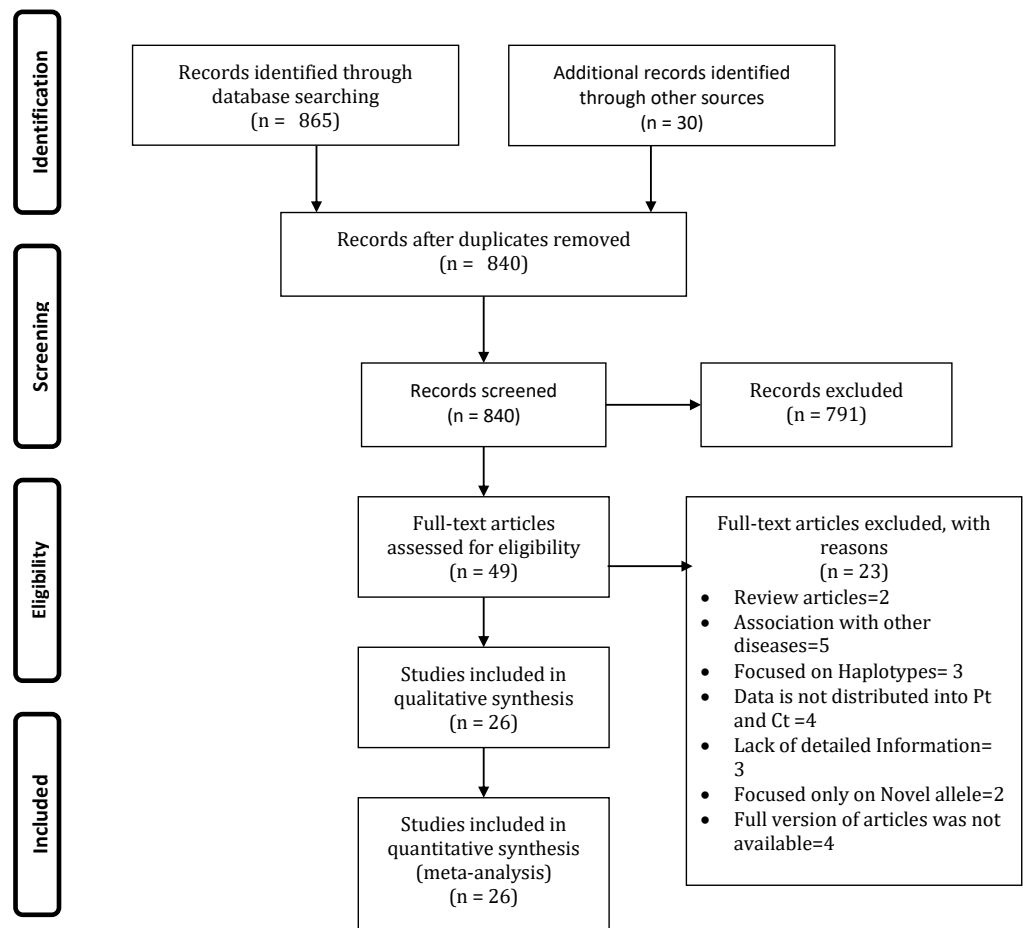 Identification
Records identified through
database searching
(n = 865)
Additional records identified
through other sources
(n = 30)
Records after duplicates removed
(n = 840)
Screening
Records screened
(n = 840)
Records excluded
(n = 791)
Eligibility
Full-text articles
assessed for eligibility
(n = 49)
Full-text articles excluded, with
reasons
(n = 23)
• Review articles=2
• Association with other
diseases=5
• Focused on Haplotypes= 3
• Data is not distributed into Pt
and Ct =4
• Lack of detailed Information=
3
• Focused only on Novel allele=2
• Full version of articles was not
available=4
Studies included in
qualitative synthesis
(n = 26)
Included
Studies included in
quantitative synthesis
(meta-analysis)
(n = 26)